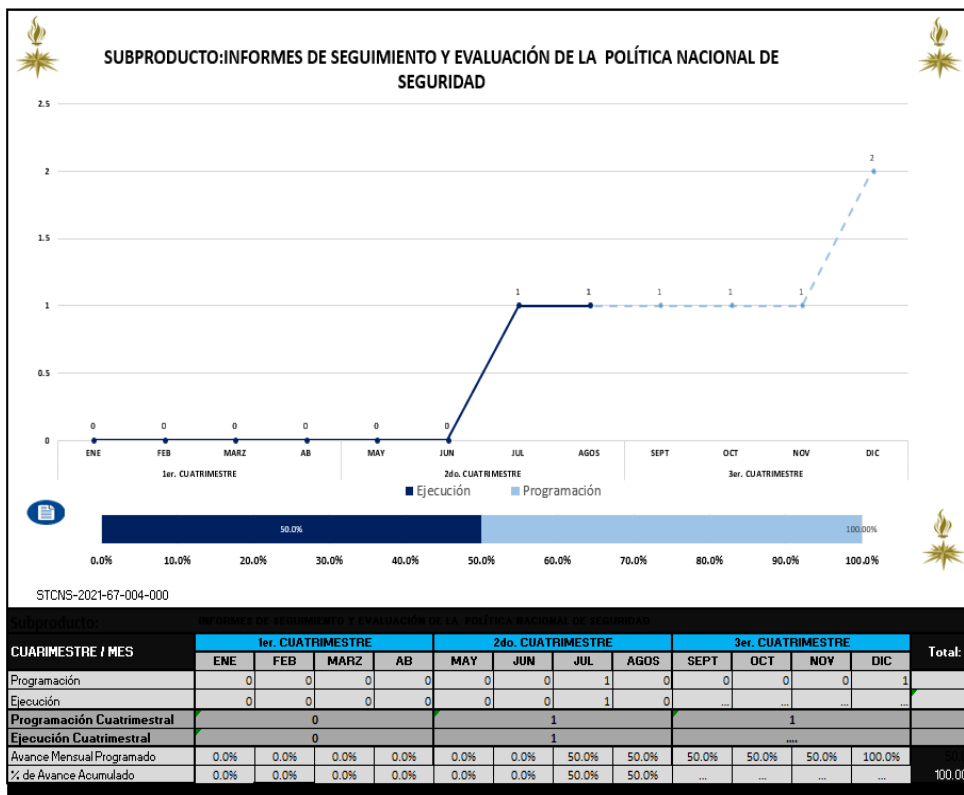 SUBPRODUCTO:INFORMES DE SEGUIMIENTO Y EVALUACIÓN DE LA POLÍTICA NACIONAL DE
SEGURIDAD
2.5
2
1.5
1
0.5
0
0 0 0 0 0 0 1 1 1 1 1 2
ENE FEB MARZ AB MAY JUN JUL AGOS SEPT OCT NOV DIC
1er. CUATRIMESTRE 2do. CUATRIMESTRE 3er. CUATRIMESTRE
Ejecución Programación
50.0% 100.00%
0.0% 10.0% 20.0% 30.0% 40.0% 50.0% 60.0% 70.0% 80.0% 90.0% 100.0%
STCNS-2021-67-004-000
Subproducto: INFORMES DE SEGUIMIENTO Y EVALUACIÓN DE LA POLÍTICA NACIONAL DE SEGURIDAD
CUARIMESTRE / MES 1er. CUATRIMESTRE 2do. CUATRIMESTRE 3er. CUATRIMESTRE Total:
ENE FEB MARZ AB MAY JUN JUL AGOS SEPT OCT NOV DIC
Programación 0 0 0 0 0 0 1 0 0 0 0 1
Ejecución 0 0 0 0 0 0 1 0 ... ... ... ...
Programación Cuatrimestral 0 1 1
Ejecución Cuatrimestral 0 1 ....
Avance Mensual Programado 0.0% 0.0% 0.0% 0.0% 0.0% 0.0% 50.0% 50.0% 50.0% 50.0% 50.0% 100.0%
% de Avance Acumulado 0.0% 0.0% 0.0% 0.0% 0.0% 0.0% 50.0% 50.0% ... ... ... ... 100.00